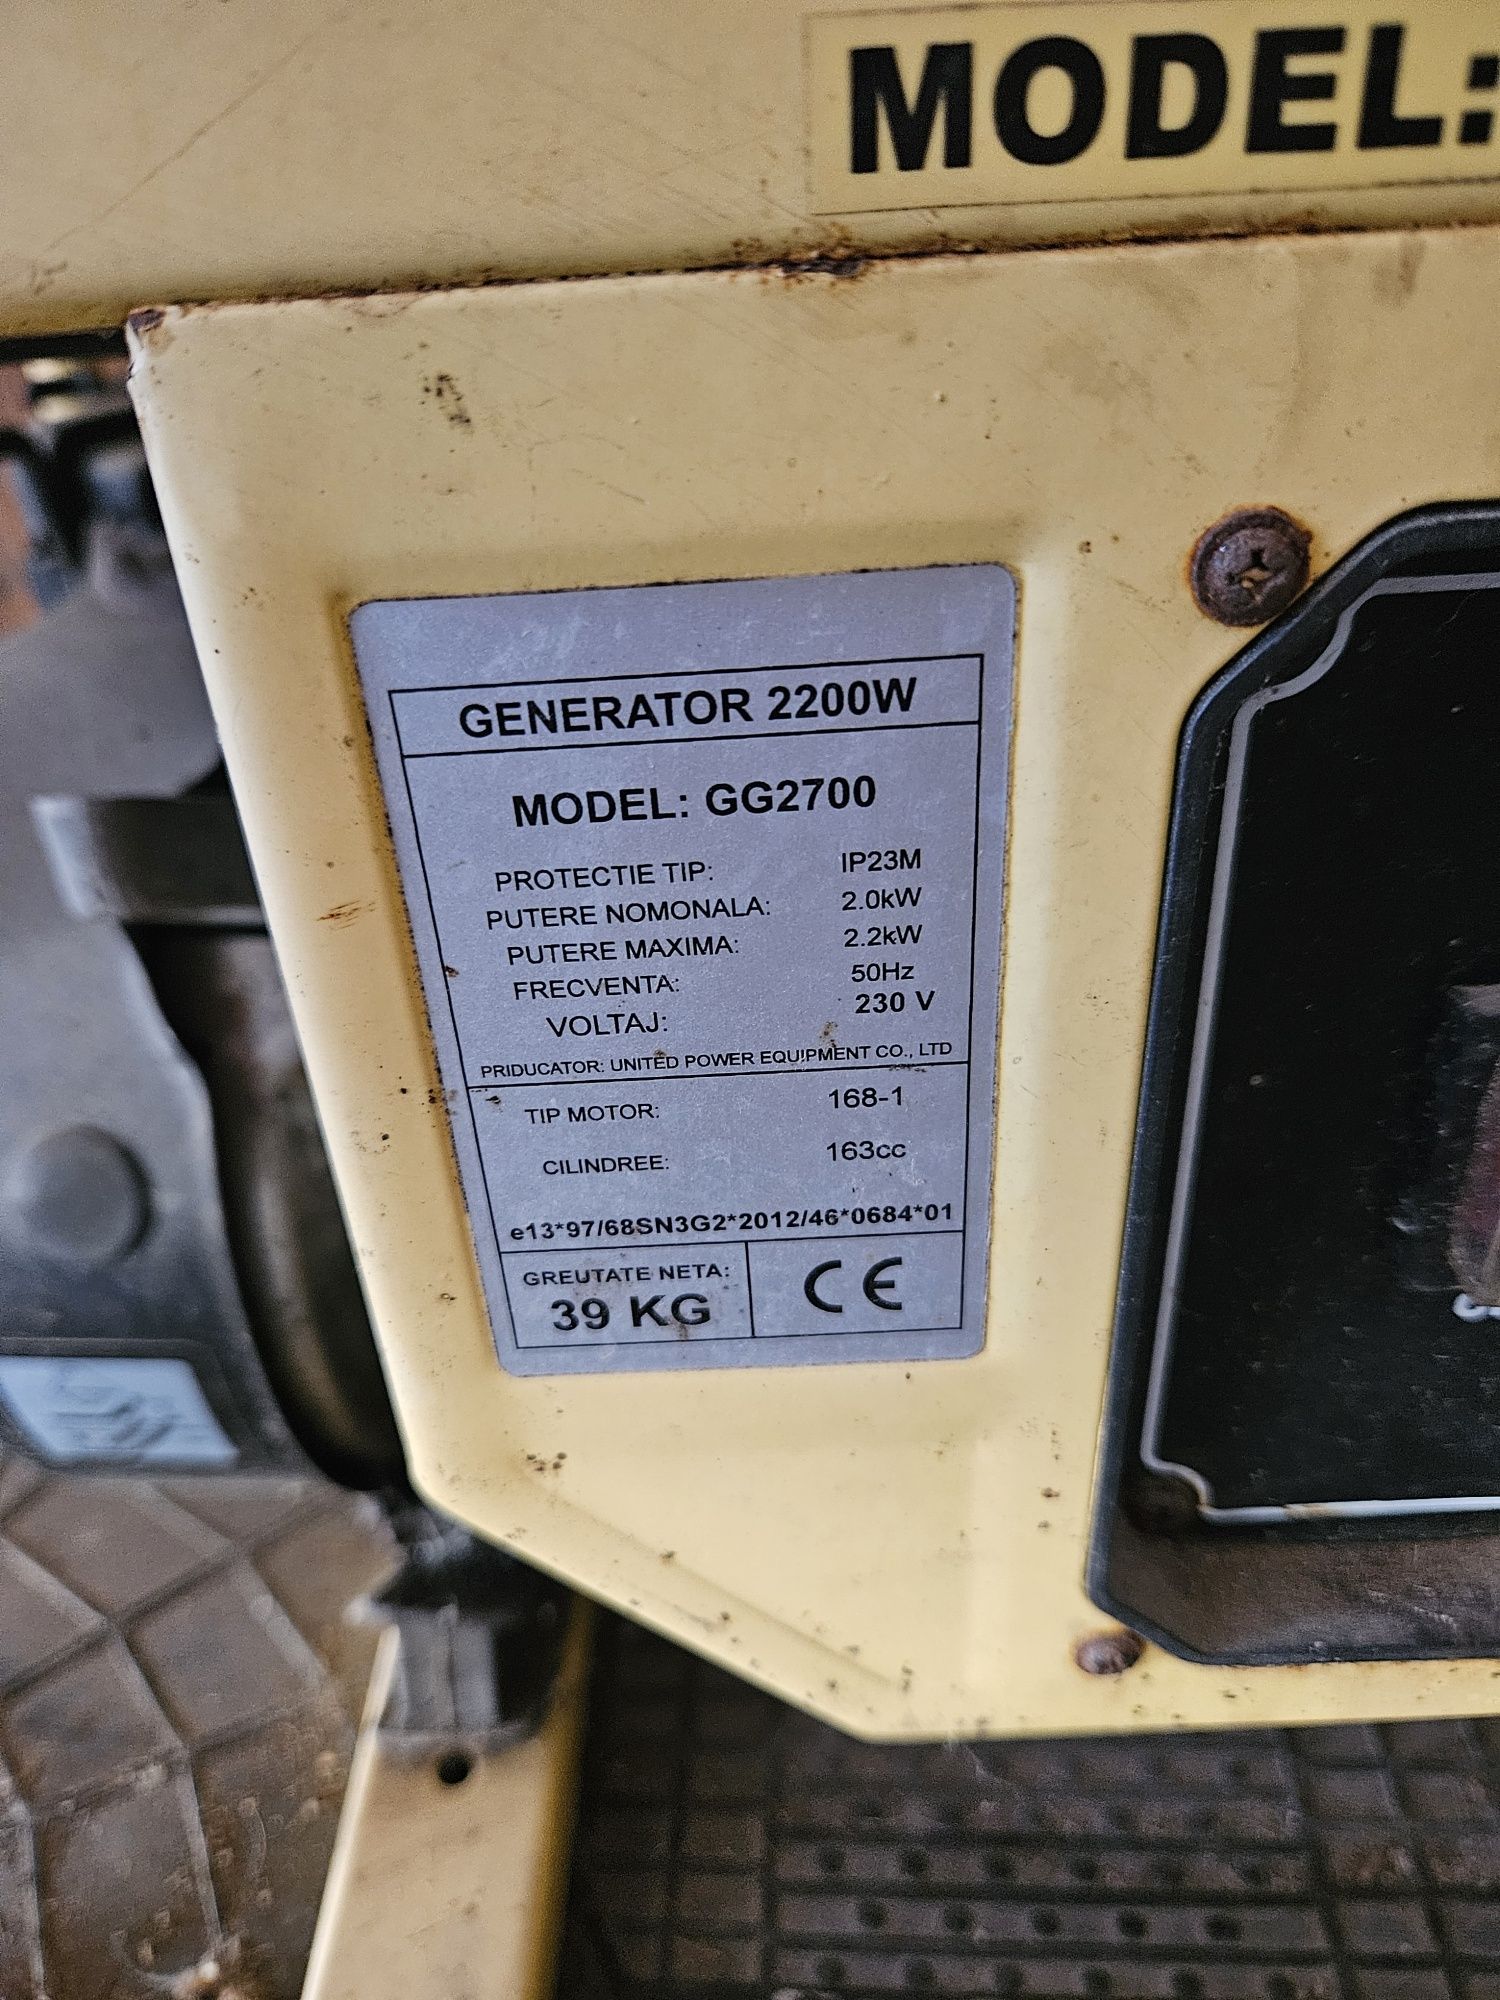 MODEL:
GENERATOR 2200W
MODEL: GG2700
PROTECTIE TIP: IP23M
PUTERE NOMONALA: 2.0kW
PUTERE MAXIMA: 2.2kW
FRECVENTA: 50Hz
VOLTAJ: 230 V
PRIDUCATOR: UNITED POWER EQUIPMENT CO., LTD
TIP MOTOR: 168-1
CILINDREE: 163cc
e13*97/68SN3G2*2012/46*0684*01
GREUTATE NETA:
39 KG
CE